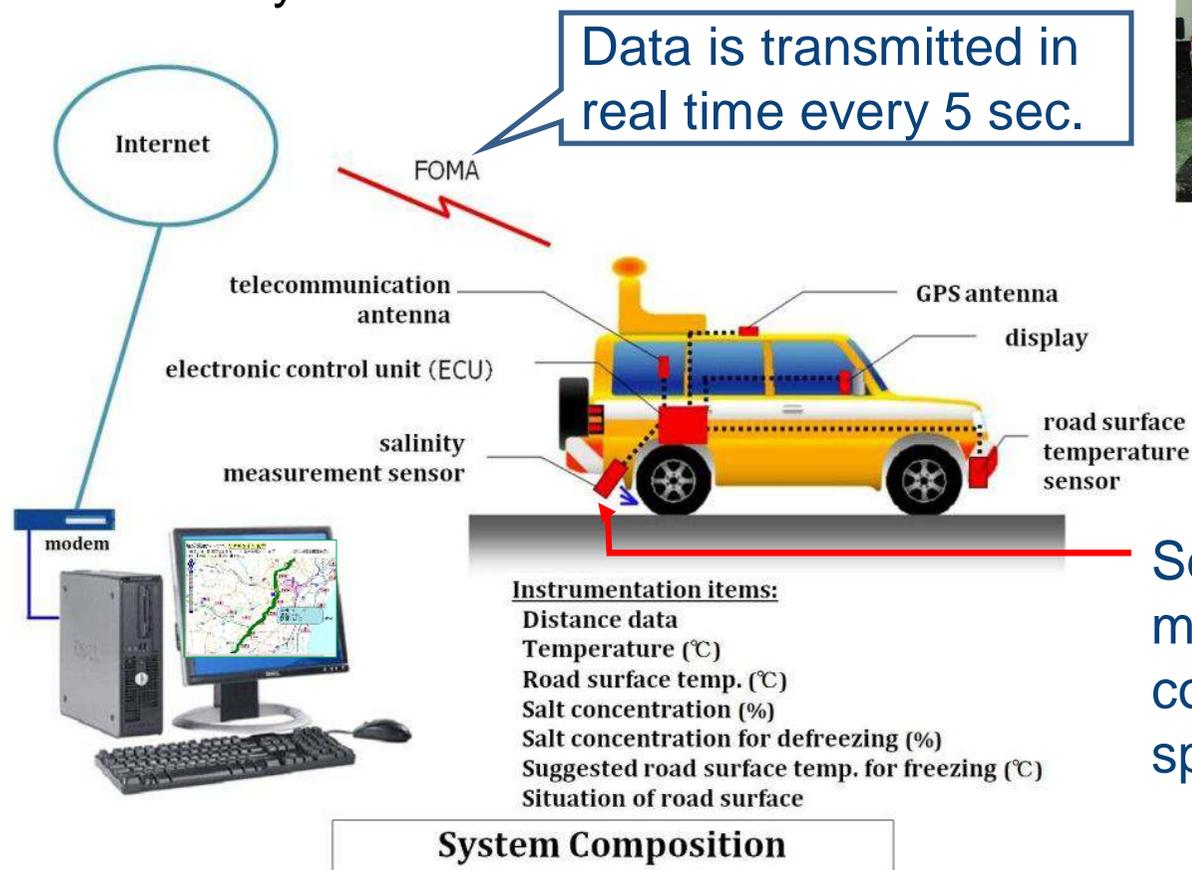 Data is transmitted in
real time every 5 sec.
Internet
FOMA
telecommunication
antenna
GPS antenna
display
electronic control unit (ECU)
salinity
measurement sensor
road surface
temperature
sensor
modem
Instrumentation items:
Distance data
Temperature (℃)
Road surface temp. (℃)
Salt concentration (%)
Salt concentration for defreezing (%)
Suggested road surface temp. for freezing (℃)
Situation of road surface
System Composition